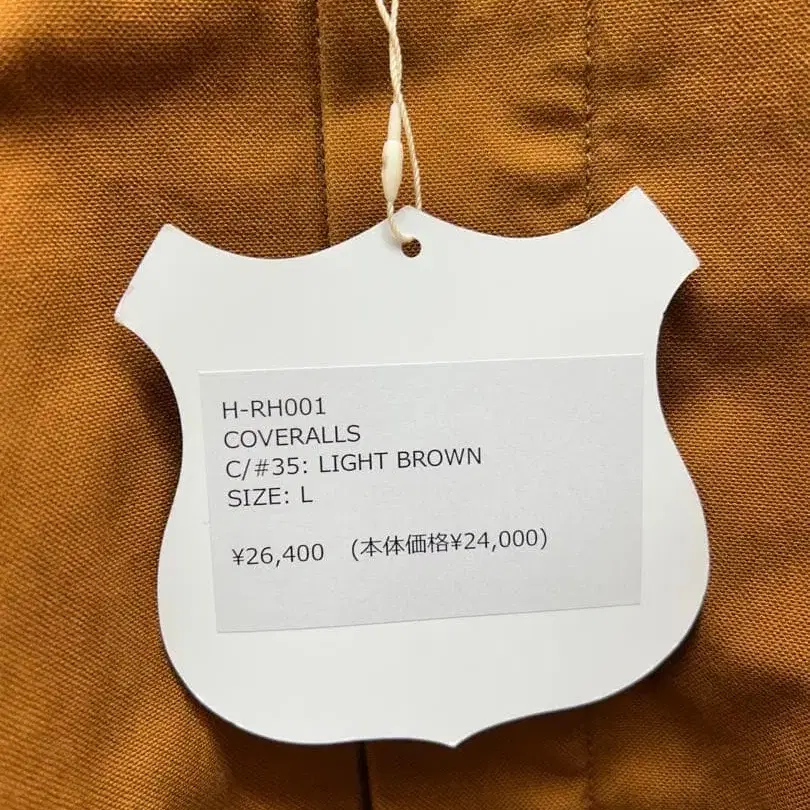 H-RH001
COVERALLS
C/#35: LIGHT BROWN
SIZE: L
¥26,400 (本体価格¥24,000)